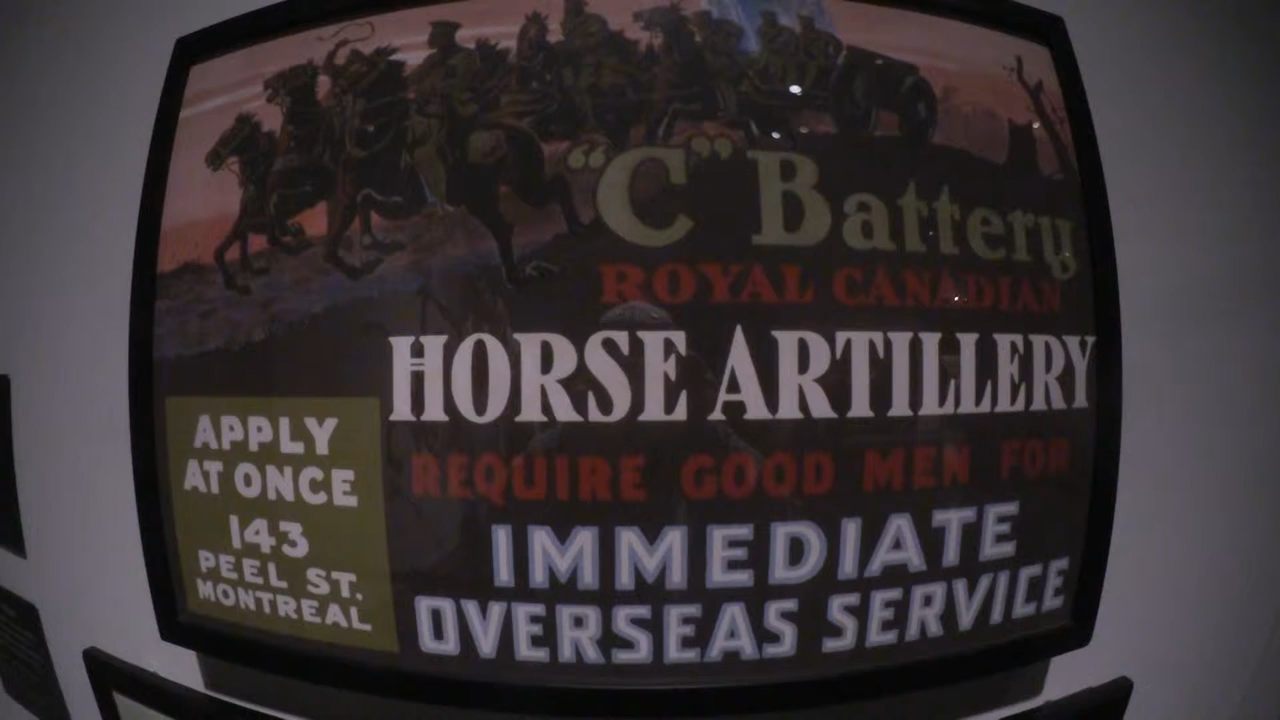 "C" Battery
ROYAL CANADIAN
HORSE ARTILLERY
REQUIRE GOOD MEN FOR
IMMEDIATE
OVERSEAS SERVICE
APPLY
AT ONCE
143
PEEL ST.
MONTREAL